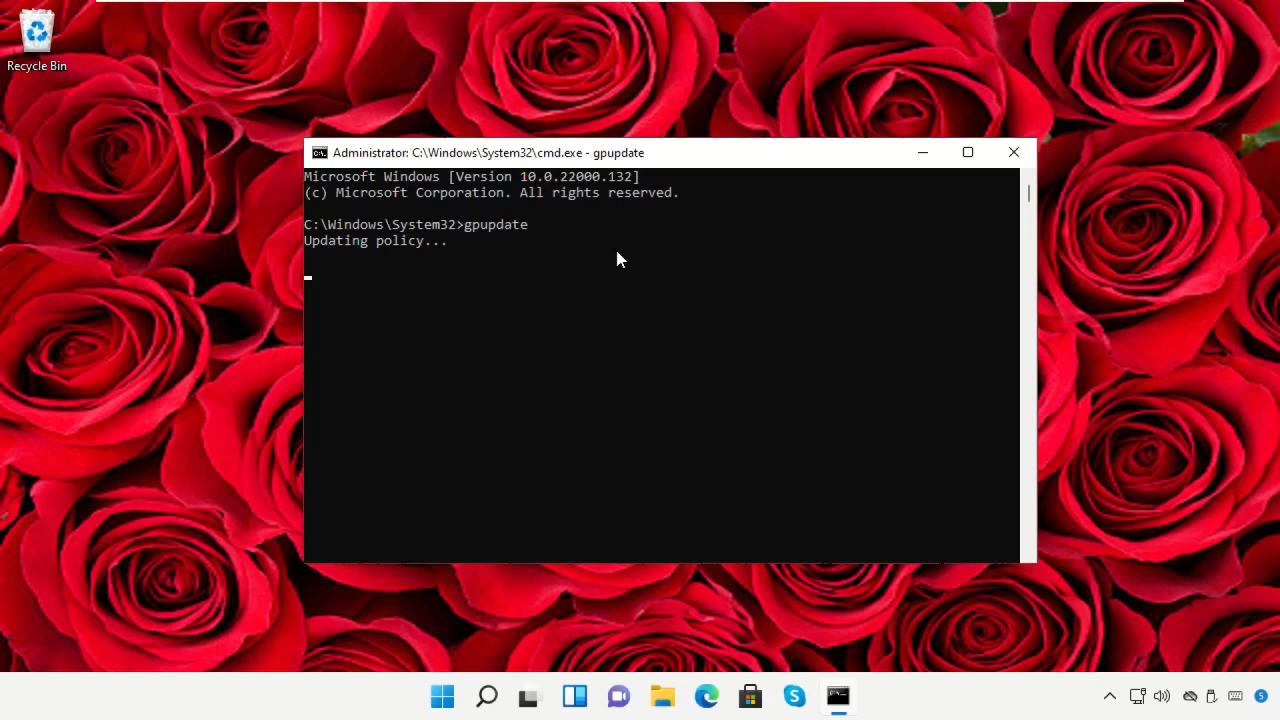 Recycle Bin
Administrator: C:\Windows\System32\cmd.exe - gpupdate
Microsoft Windows [Version 10.0.22000.132]
(c) Microsoft Corporation. All rights reserved.
C:\Windows\System32>gpupdate
Updating policy...
5